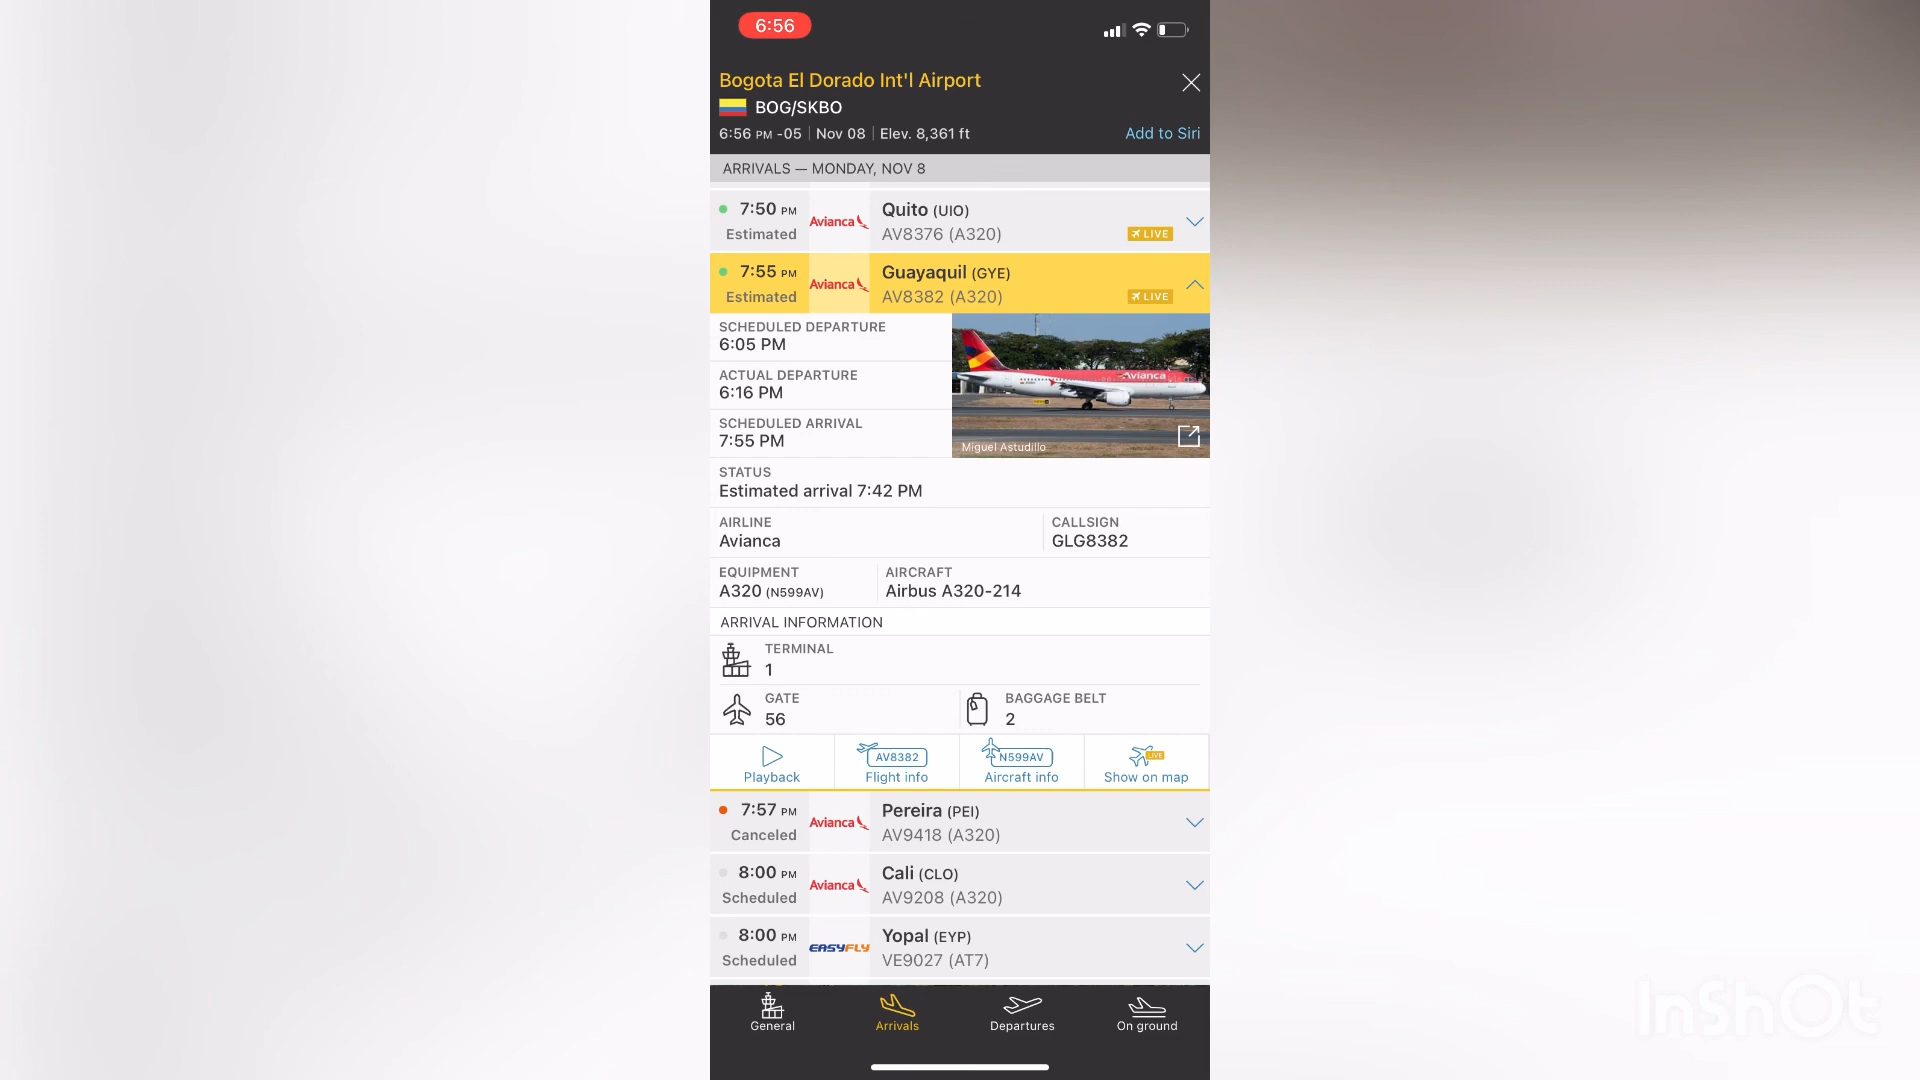 6:56
Bogota El Dorado Int'l Airport
BOG/SKBO
6:56 PM -05 | Nov 08 | Elev. 8,361 ft
Add to Siri
ARRIVALS — MONDAY, NOV 8
7:50 PM
Estimated
Avianca
Quito (UIO)
AV8376 (A320)
LIVE
7:55 PM
Estimated
Avianca
Guayaquil (GYE)
AV8382 (A320)
LIVE
SCHEDULED DEPARTURE
6:05 PM
ACTUAL DEPARTURE
6:16 PM
SCHEDULED ARRIVAL
7:55 PM
Avianca
Miguel Astudillo
STATUS
Estimated arrival 7:42 PM
AIRLINE
Avianca
CALLSIGN
GLG8382
EQUIPMENT
A320 (N599AV)
AIRCRAFT
Airbus A320-214
ARRIVAL INFORMATION
TERMINAL
1
GATE
56
BAGGAGE BELT
2
Playback
AV8382
Flight info
N599AV
Aircraft info
LIVE
Show on map
7:57 PM
Canceled
Avianca
Pereira (PEI)
AV9418 (A320)
8:00 PM
Scheduled
Avianca
Cali (CLO)
AV9208 (A320)
8:00 PM
Scheduled
EASYFLY
Yopal (EYP)
VE9027 (AT7)
General
Arrivals
Departures
On ground
InShOt